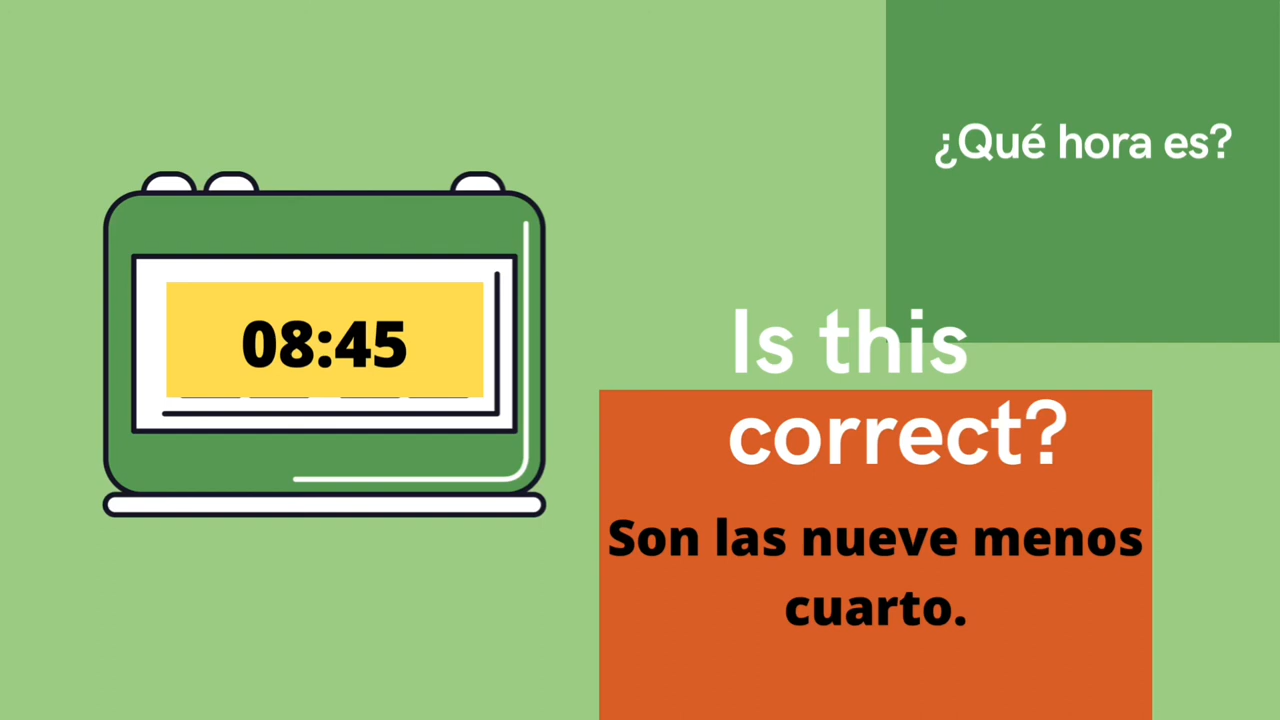 ¿Qué hora es?
08:45
Is this
correct?
Son las nueve menos
cuarto.